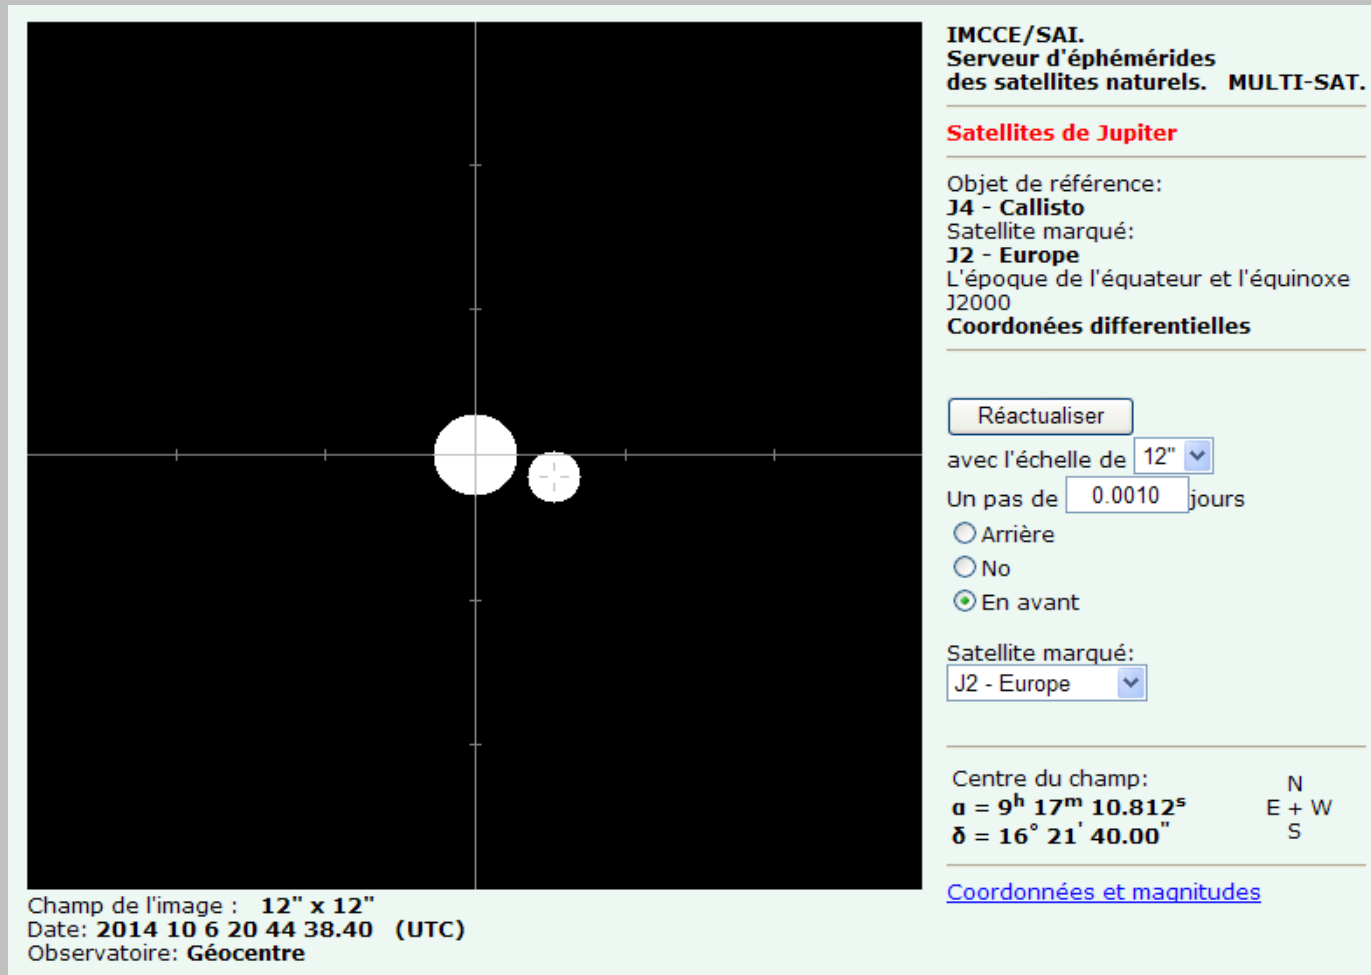 IMCCE/SAI.
Serveur d'éphémérides
des satellites naturels. MULTI-SAT.
Satellites de Jupiter
Objet de référence:
J4 - Callisto
Satellite marqué:
J2 - Europe
L'époque de l'équateur et l'équinoxe
J2000
Coordonées differentielles
Réactualiser
avec l'échelle de 12"
Un pas de 0.0010 jours
Arrière
No
En avant
Satellite marqué:
J2 - Europe
Centre du champ:
α = 9h 17m 10.812s
δ = 16° 21' 40.00"
N
E + W
S
Coordonnées et magnitudes
Champ de l'image : 12" x 12"
Date: 2014 10 6 20 44 38.40 (UTC)
Observatoire: Géocentre